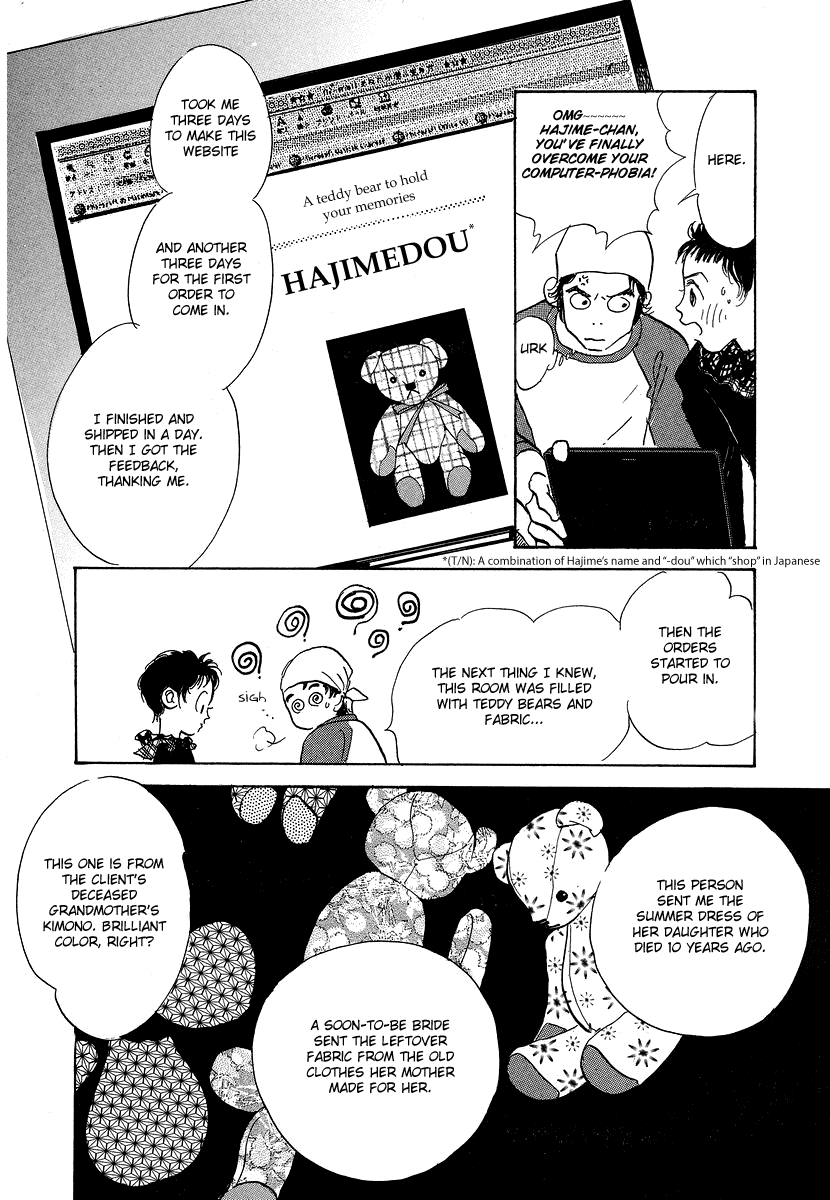 HERE.
OMG~~~~~~
HAJIME-CHAN,
YOU'VE FINALLY
OVERCOME YOUR
COMPUTER-PHOBIA!
URK
TOOK ME
THREE DAYS
TO MAKE THIS
WEBSITE
AND ANOTHER
THREE DAYS
FOR THE FIRST
ORDER TO
COME IN.
I FINISHED AND
SHIPPED IN A DAY.
THEN I GOT THE
FEEDBACK,
THANKING ME.
A teddy bear to hold
your memories
HAJIMEDOU*
*(T/N): A combination of Hajime's name and "-dou" which "shop" in Japanese
THEN THE
ORDERS
STARTED TO
POUR IN.
THE NEXT THING I KNEW,
THIS ROOM WAS FILLED
WITH TEDDY BEARS AND
FABRIC...
sigh
THIS PERSON
SENT ME THE
SUMMER DRESS OF
HER DAUGHTER WHO
DIED 10 YEARS AGO.
A SOON-TO-BE BRIDE
SENT THE LEFTOVER
FABRIC FROM THE OLD
CLOTHES HER MOTHER
MADE FOR HER.
THIS ONE IS FROM
THE CLIENT'S
DECEASED
GRANDMOTHER'S
KIMONO. BRILLIANT
COLOR, RIGHT?